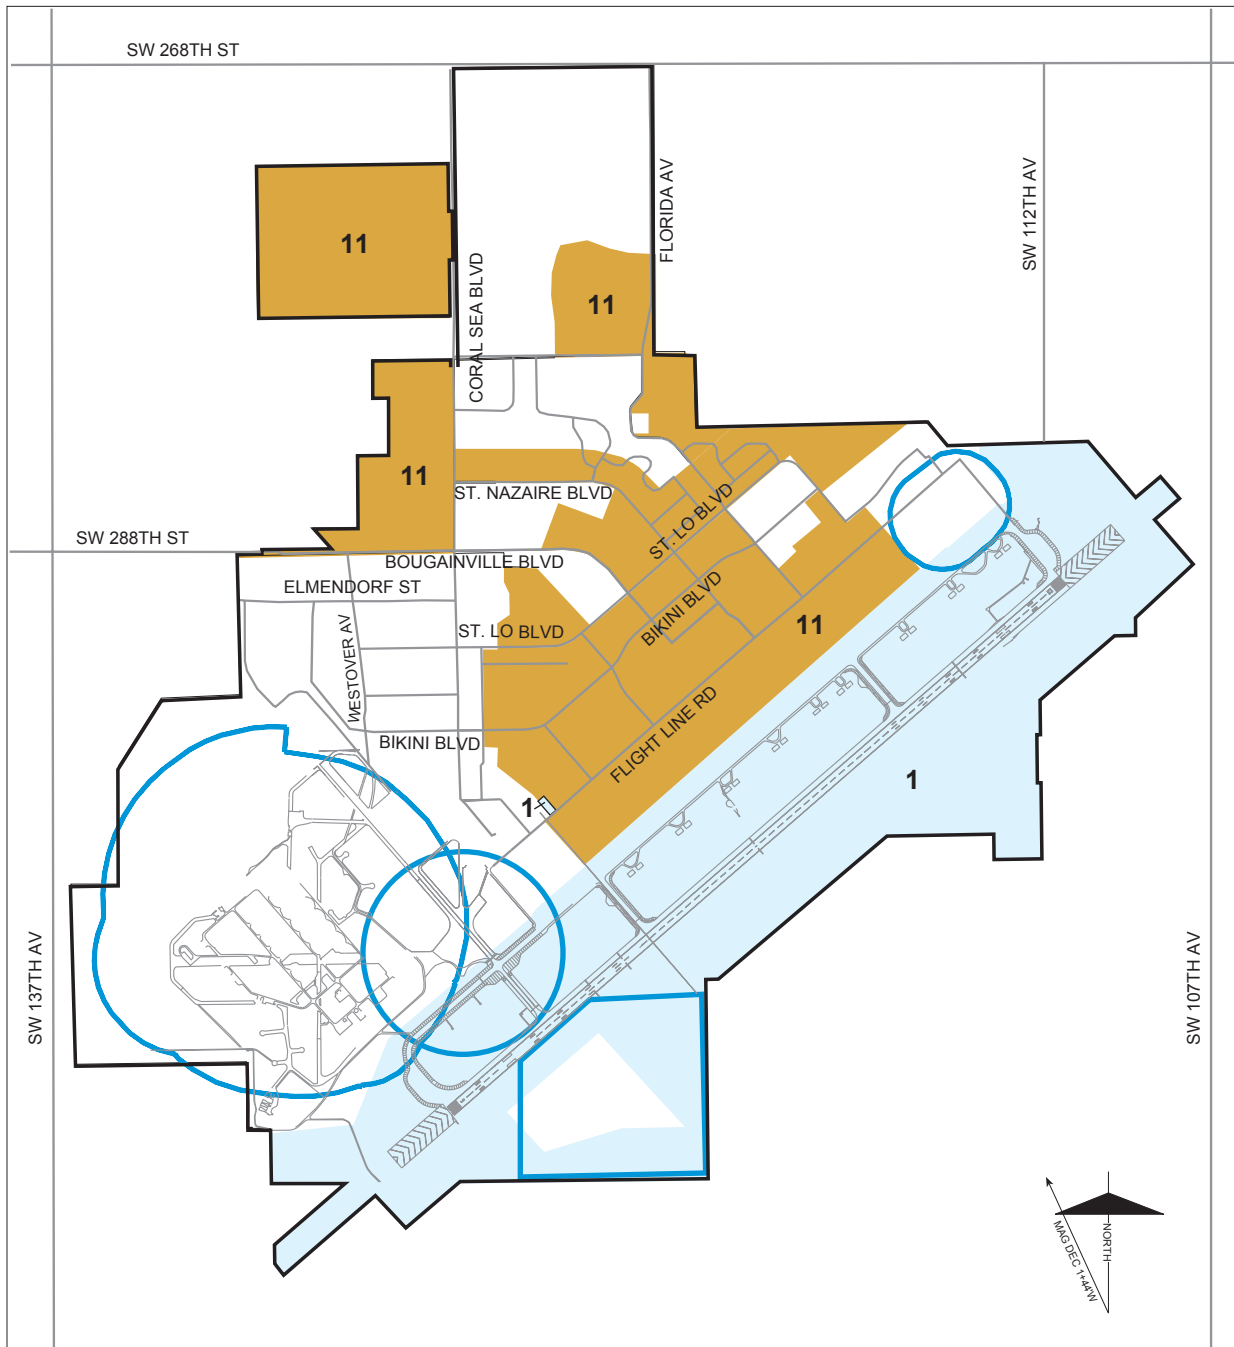 SW 268TH ST
FLORIDA AV
SW 112TH AV
11
CORAL SEA BLVD
11
11
ST. NAZAIRE BLVD
ST. LO BLVD
SW 288TH ST
BOUGAINVILLE BLVD
ELMENDORF ST
BIKINI BLVD
ST. LO BLVD
11
WESTOVER AV
BIKINI BLVD
FLIGHT LINE RD
1
1
SW 137TH AV
SW 107TH AV
MAG DEC 1+44'W
NORTH